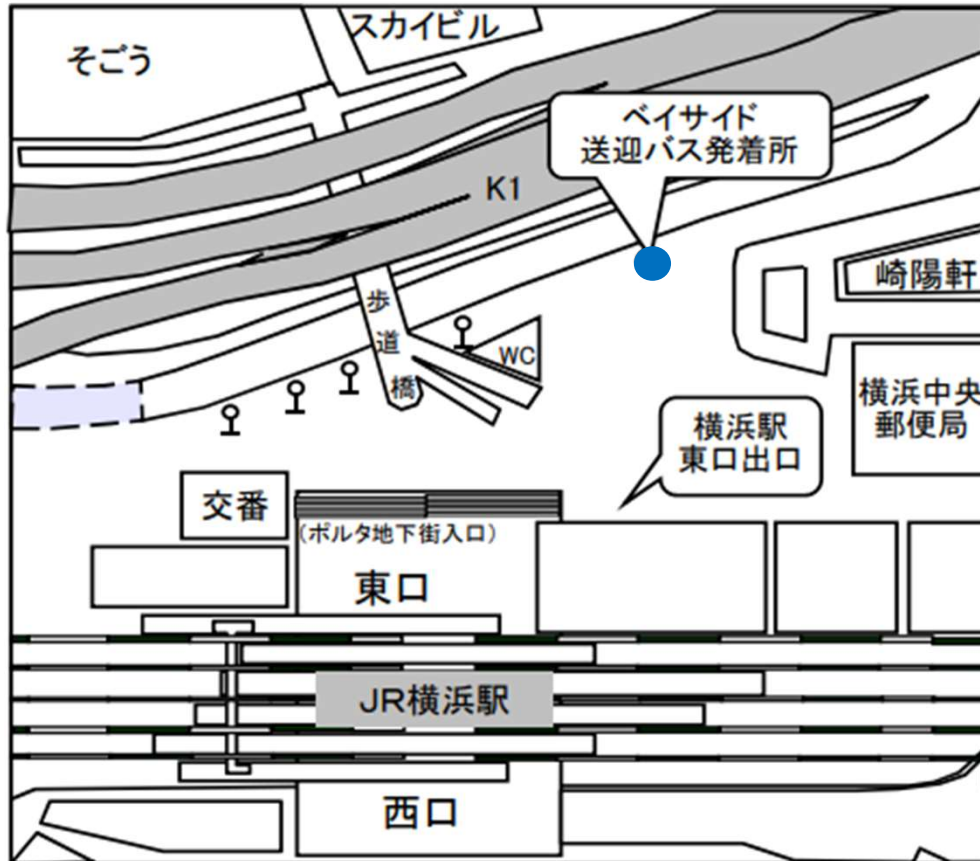 スカイビル
そごう
ベイサイド
送迎バス発着所
K1
崎陽軒
歩
道
橋
WC
横浜中央
郵便局
横浜駅
東口出口
交番
(ポルタ地下街入口)
東口
JR横浜駅
西口